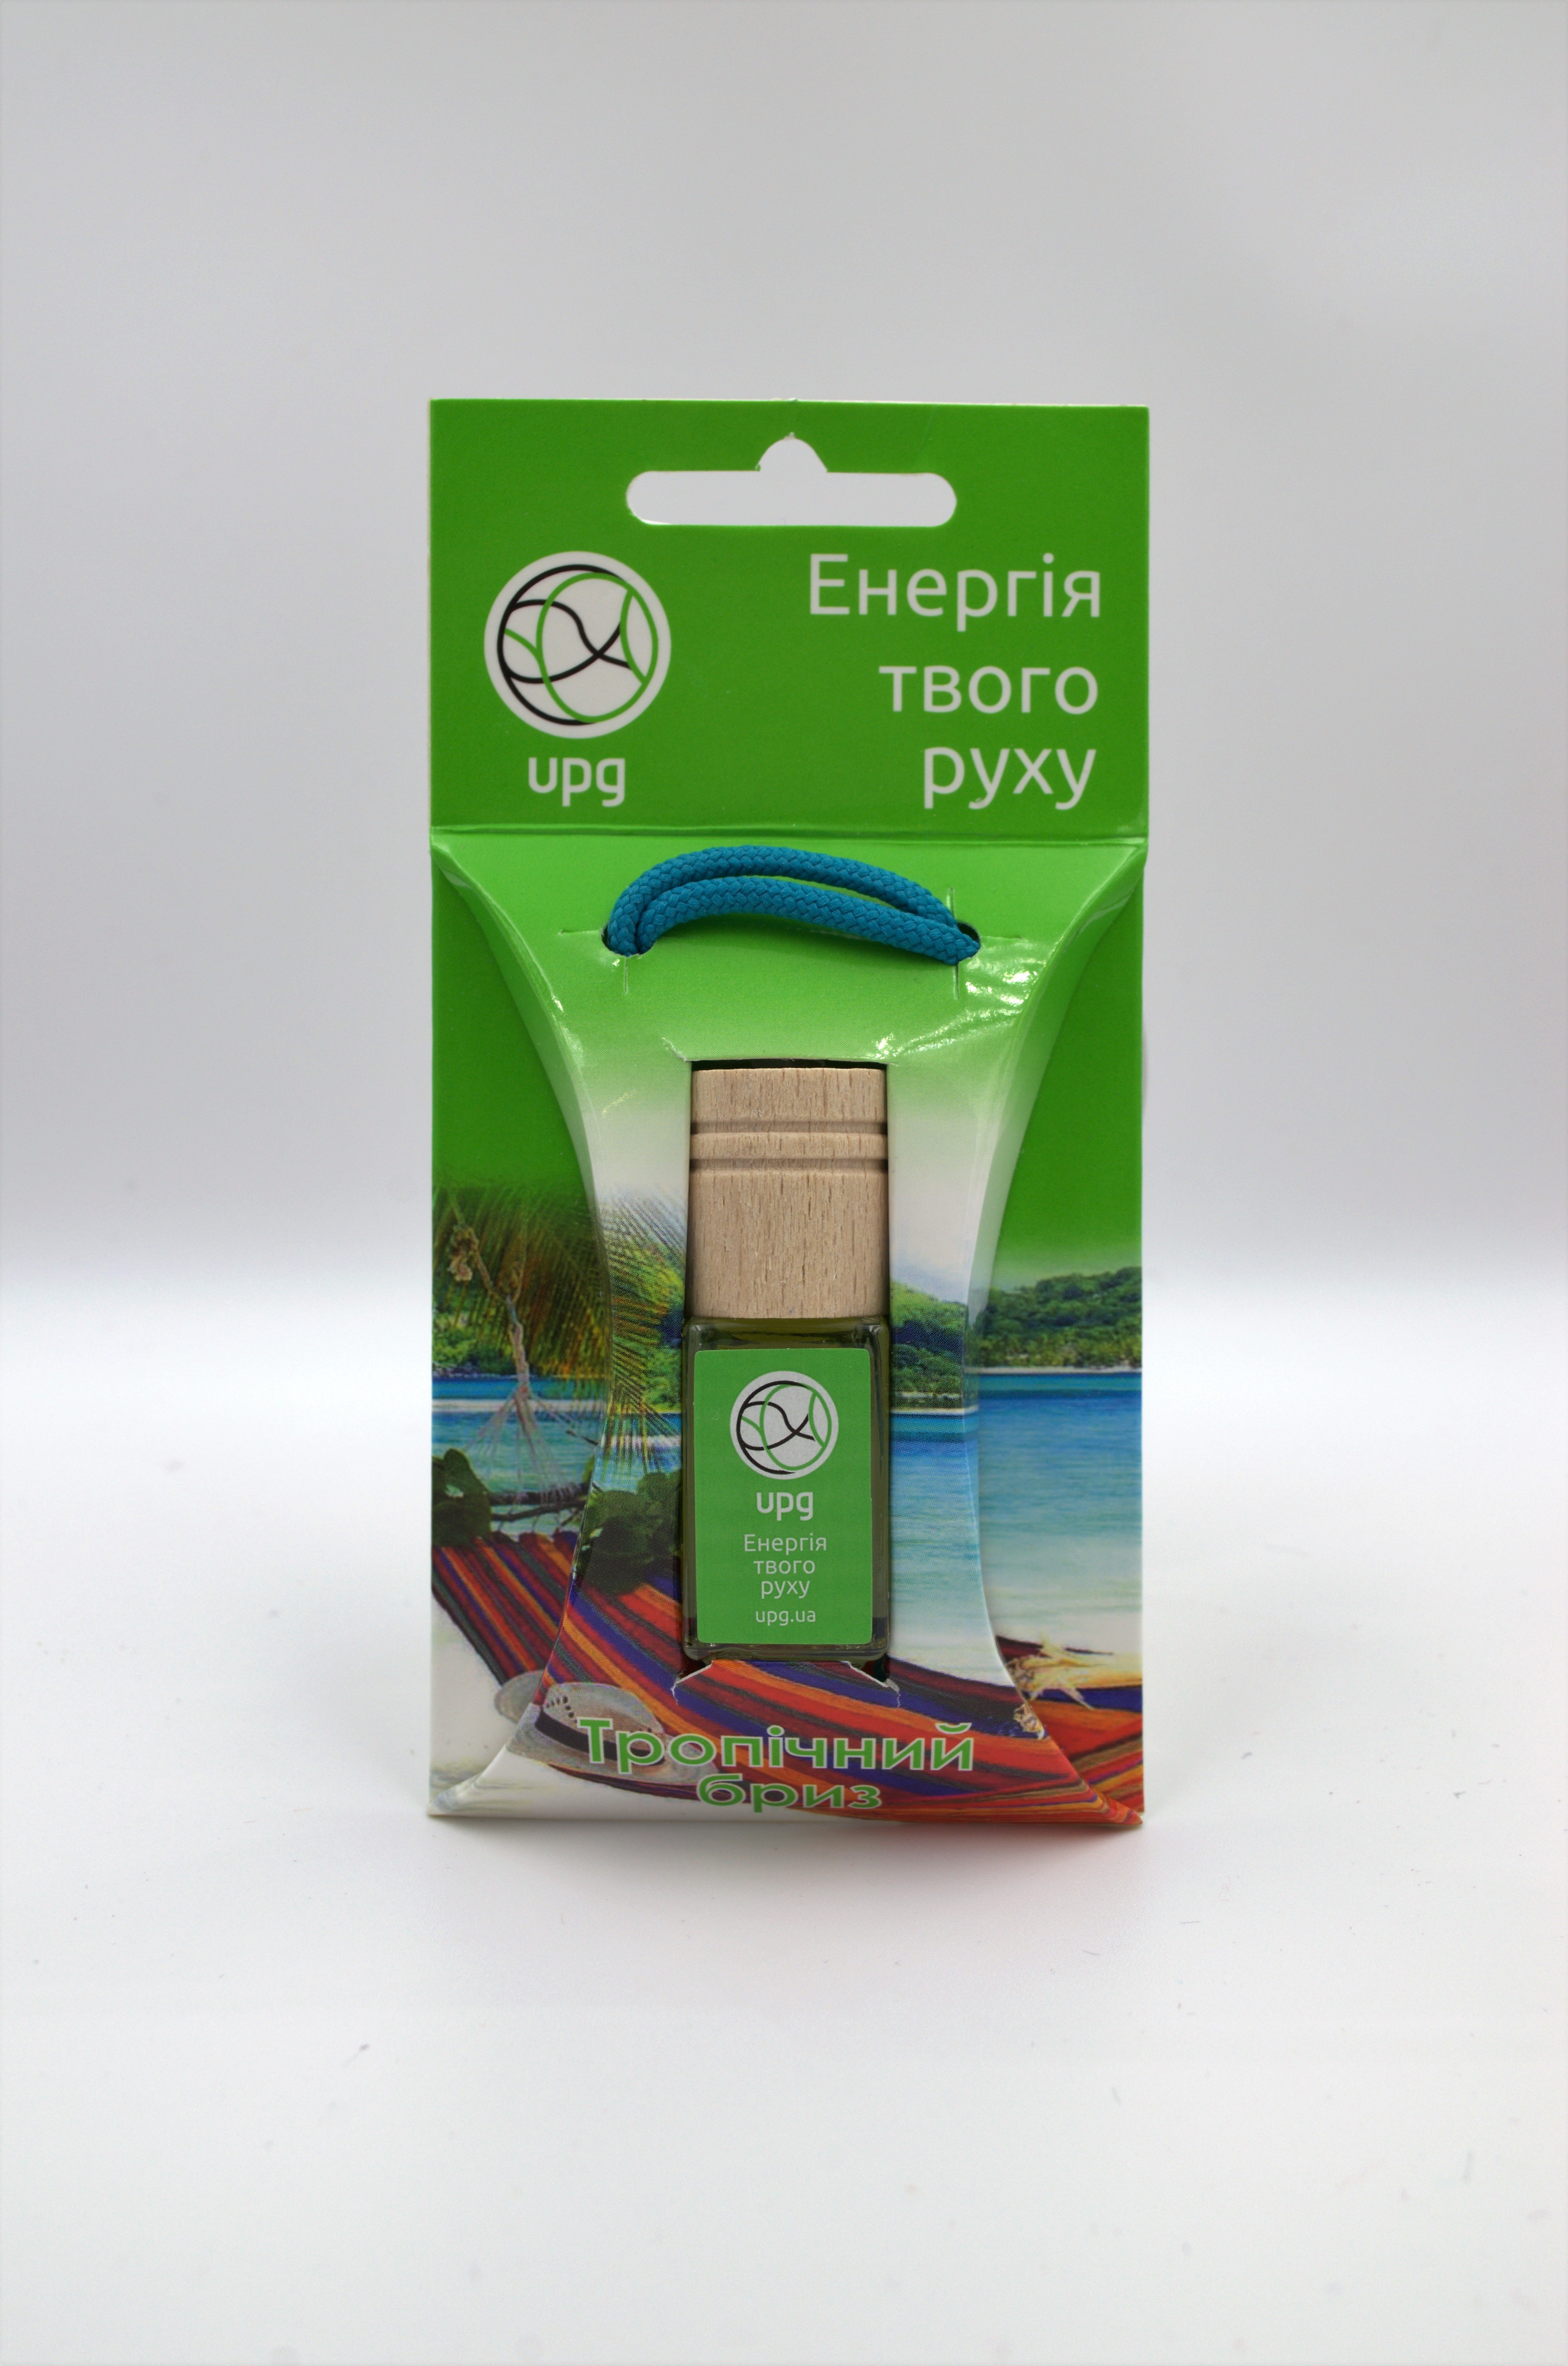 upg
Енергія
твого
руху
upg
Енергія
твого
руху
upg.ua
Тропічний
бриз